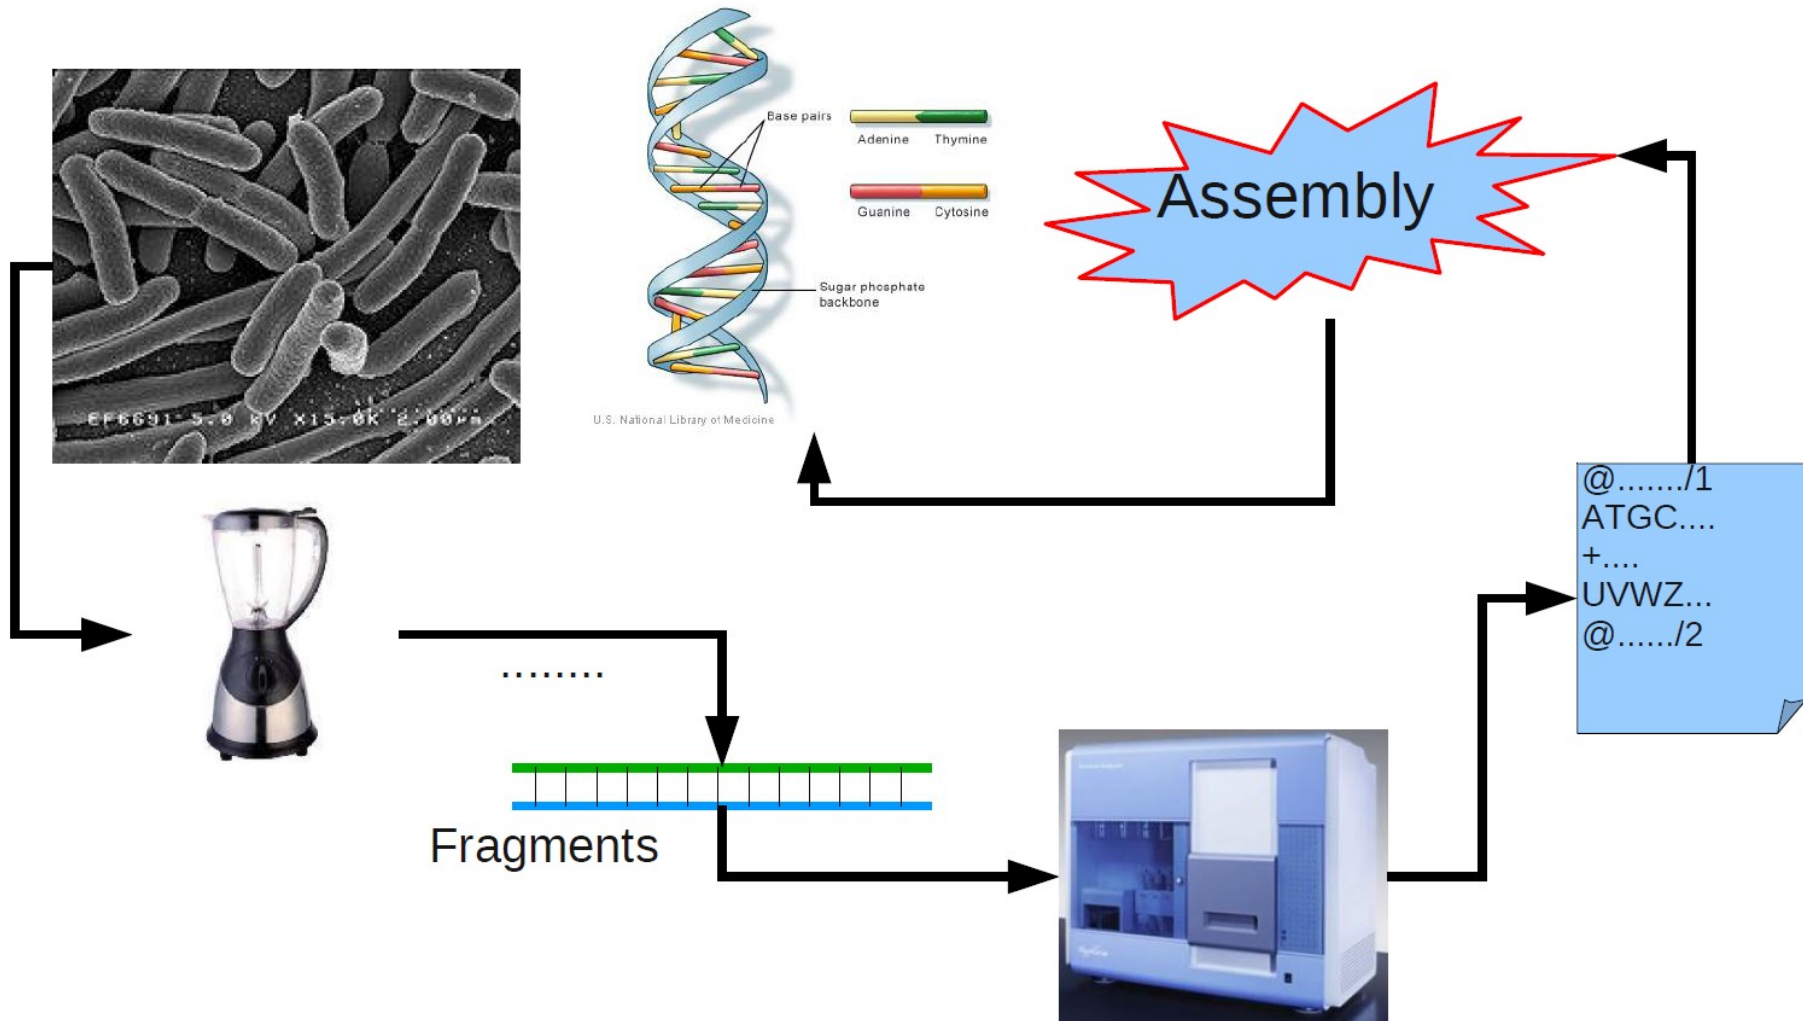 EF6691 5.0 kV X15.0K 2.00µm
Base pairs
Adenine Thymine
Guanine Cytosine
Sugar phosphate
backbone
U.S. National Library of Medicine
Assembly
@......./1
ATGC....
+....
UVWZ...
@....../2
........
Fragments